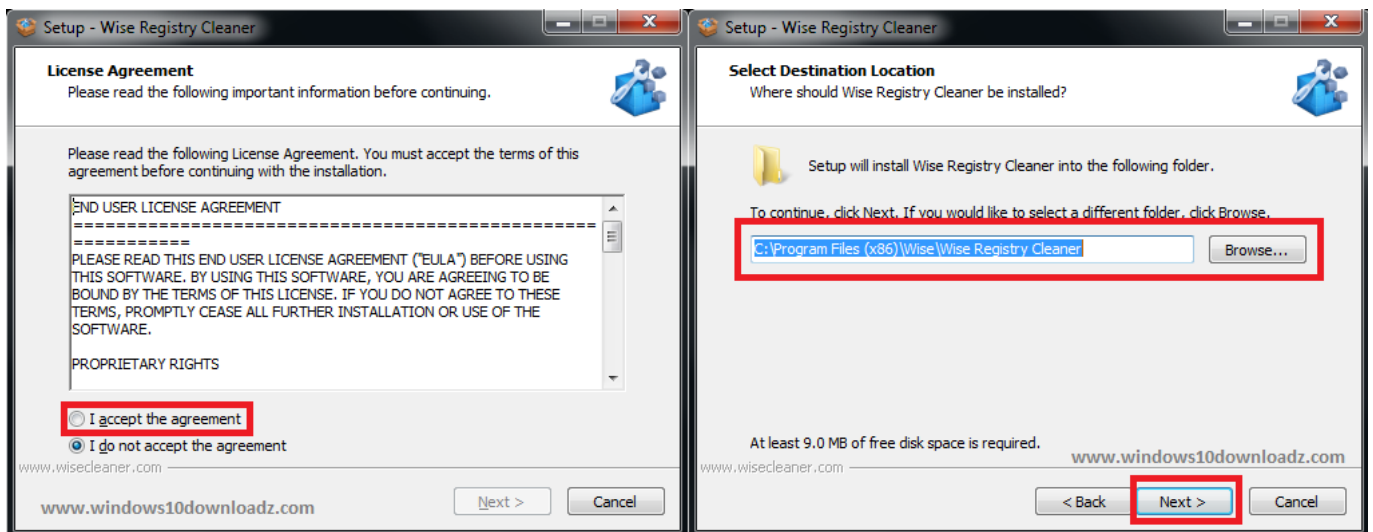 Setup - Wise Registry Cleaner
License Agreement
Please read the following important information before continuing.
Please read the following License Agreement. You must accept the terms of this
agreement before continuing with the installation.
END USER LICENSE AGREEMENT
=================================================
===========
PLEASE READ THIS END USER LICENSE AGREEMENT ("EULA") BEFORE USING
THIS SOFTWARE. BY USING THIS SOFTWARE, YOU ARE AGREEING TO BE
BOUND BY THE TERMS OF THIS LICENSE. IF YOU DO NOT AGREE TO THESE
TERMS, PROMPTLY CEASE ALL FURTHER INSTALLATION OR USE OF THE
SOFTWARE.
PROPRIETARY RIGHTS
I accept the agreement
I do not accept the agreement
www.wisecleaner.com
www.windows10downloadz.com
Next >
Cancel
Setup - Wise Registry Cleaner
Select Destination Location
Where should Wise Registry Cleaner be installed?
Setup will install Wise Registry Cleaner into the following folder.
To continue, click Next. If you would like to select a different folder, click Browse.
C:\Program Files (x86)\Wise\Wise Registry Cleaner
Browse...
At least 9.0 MB of free disk space is required.
www.windows10downloadz.com
www.wisecleaner.com
< Back
Next >
Cancel